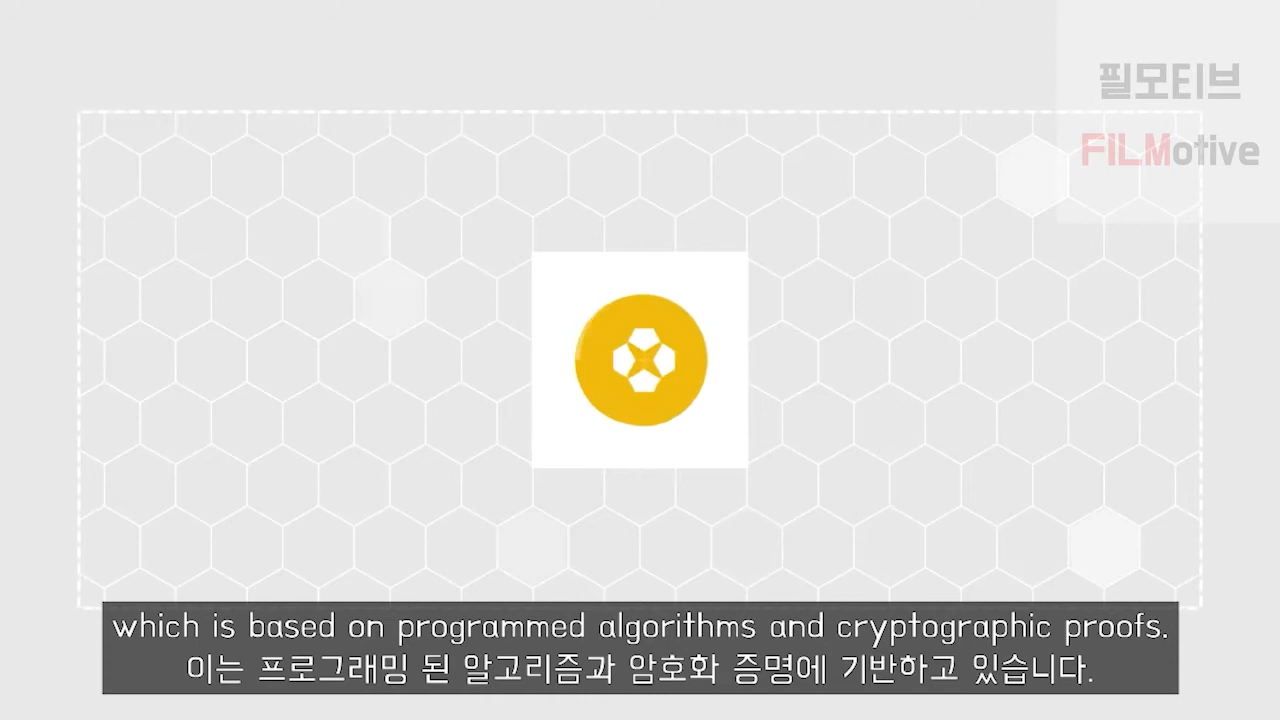 필모티브
FILMotive
which is based on programmed algorithms and cryptographic proofs.
이는 프로그래밍 된 알고리즘과 암호화 증명에 기반하고 있습니다.